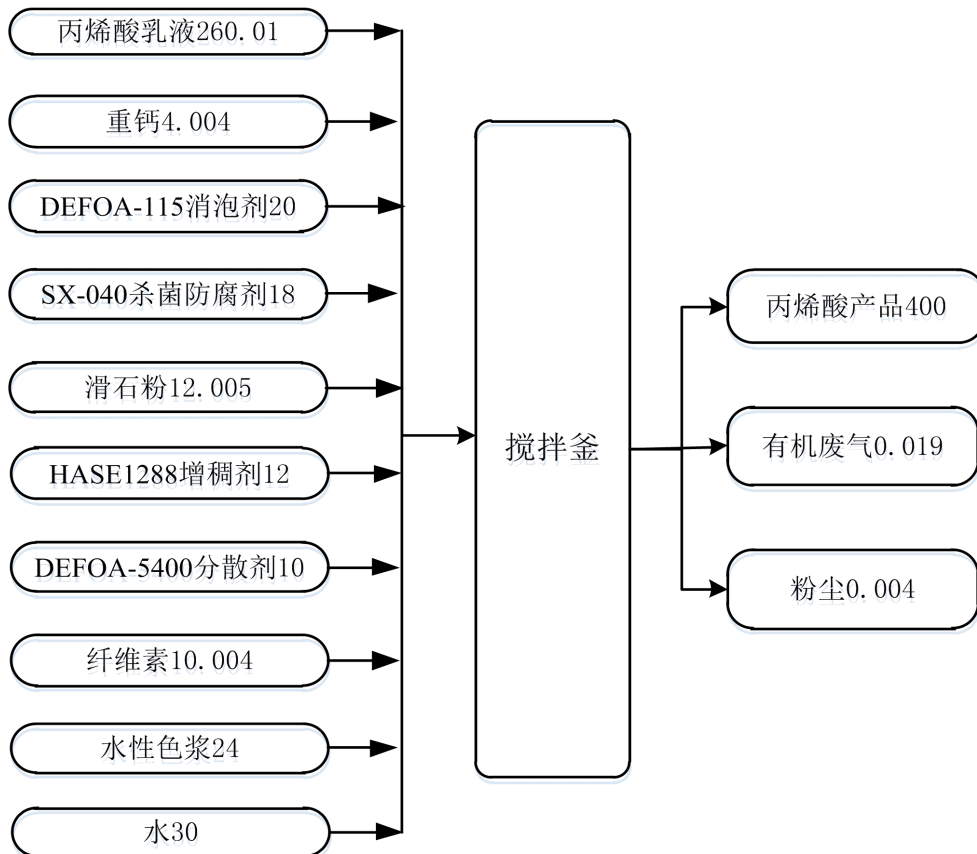 丙烯酸乳液260.01
重钙4.004
DEFOA-115消泡剂20
SX-040杀菌防腐剂18
滑石粉12.005
HASE1288增稠剂12
DEFOA-5400分散剂10
纤维素10.004
水性色浆24
水30
搅拌釜
丙烯酸产品400
有机废气0.019
粉尘0.004